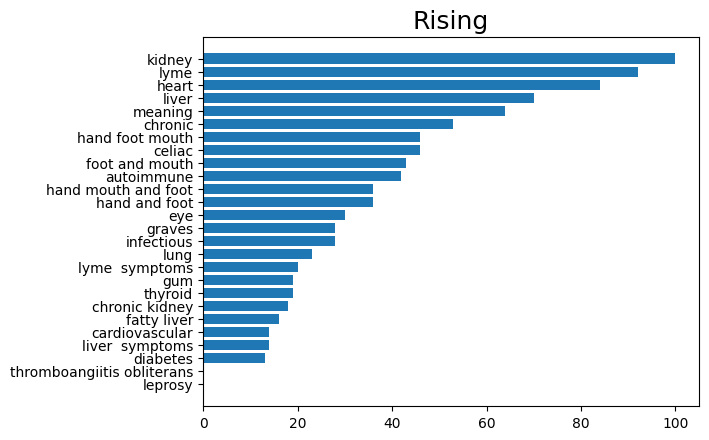 Rising
kidney
lyme
heart
liver
meaning
chronic
hand foot mouth
celiac
foot and mouth
autoimmune
hand mouth and foot
hand and foot
eye
graves
infectious
lung
lyme  symptoms
gum
thyroid
chronic kidney
fatty liver
cardiovascular
liver  symptoms
diabetes
thromboangiitis obliterans
leprosy
0 20 40 60 80 100